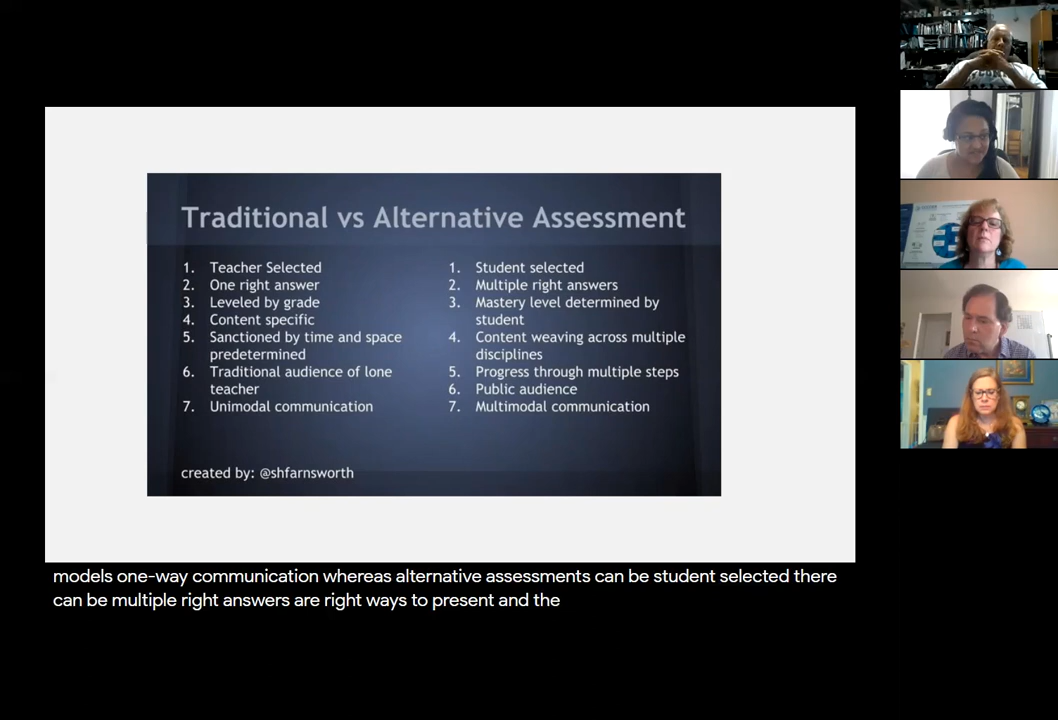 Traditional vs Alternative Assessment
1. Teacher Selected
2. One right answer
3. Leveled by grade
4. Content specific
5. Sanctioned by time and space
predetermined
6. Traditional audience of lone
teacher
7. Unimodal communication
1. Student selected
2. Multiple right answers
3. Mastery level determined by
student
4. Content weaving across multiple
disciplines
5. Progress through multiple steps
6. Public audience
7. Multimodal communication
created by: @shfarnsworth
models one-way communication whereas alternative assessments can be student selected there
can be multiple right answers are right ways to present and the